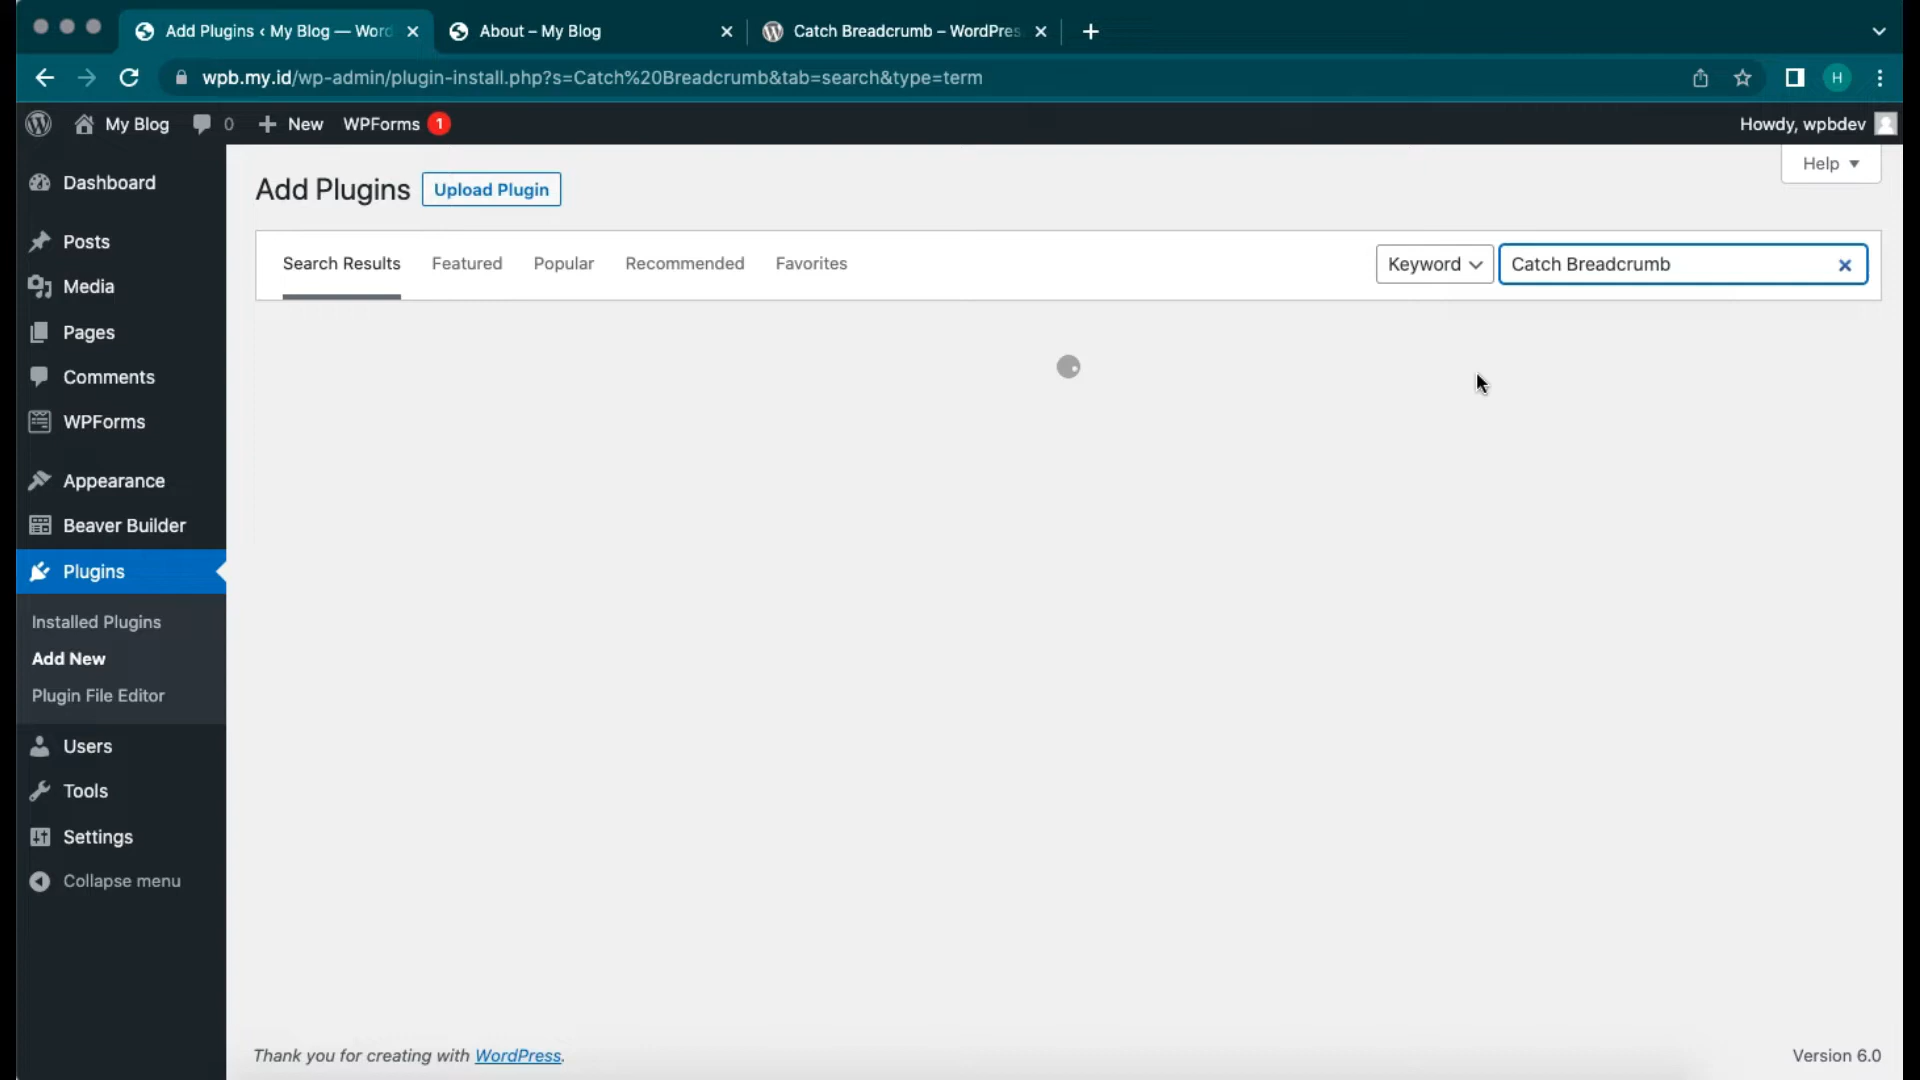 Add Plugins ‹ My Blog — Word
About – My Blog
Catch Breadcrumb – WordPres
wpb.my.id/wp-admin/plugin-install.php?s=Catch%20Breadcrumb&tab=search&type=term
H
My Blog
0
New
WPForms 1
Howdy, wpbdev
Help
Dashboard
Posts
Media
Pages
Comments
WPForms
Appearance
Beaver Builder
Plugins
Installed Plugins
Add New
Plugin File Editor
Users
Tools
Settings
Collapse menu
Add Plugins
Upload Plugin
Search Results
Featured
Popular
Recommended
Favorites
Keyword
Catch Breadcrumb
Thank you for creating with WordPress.
Version 6.0